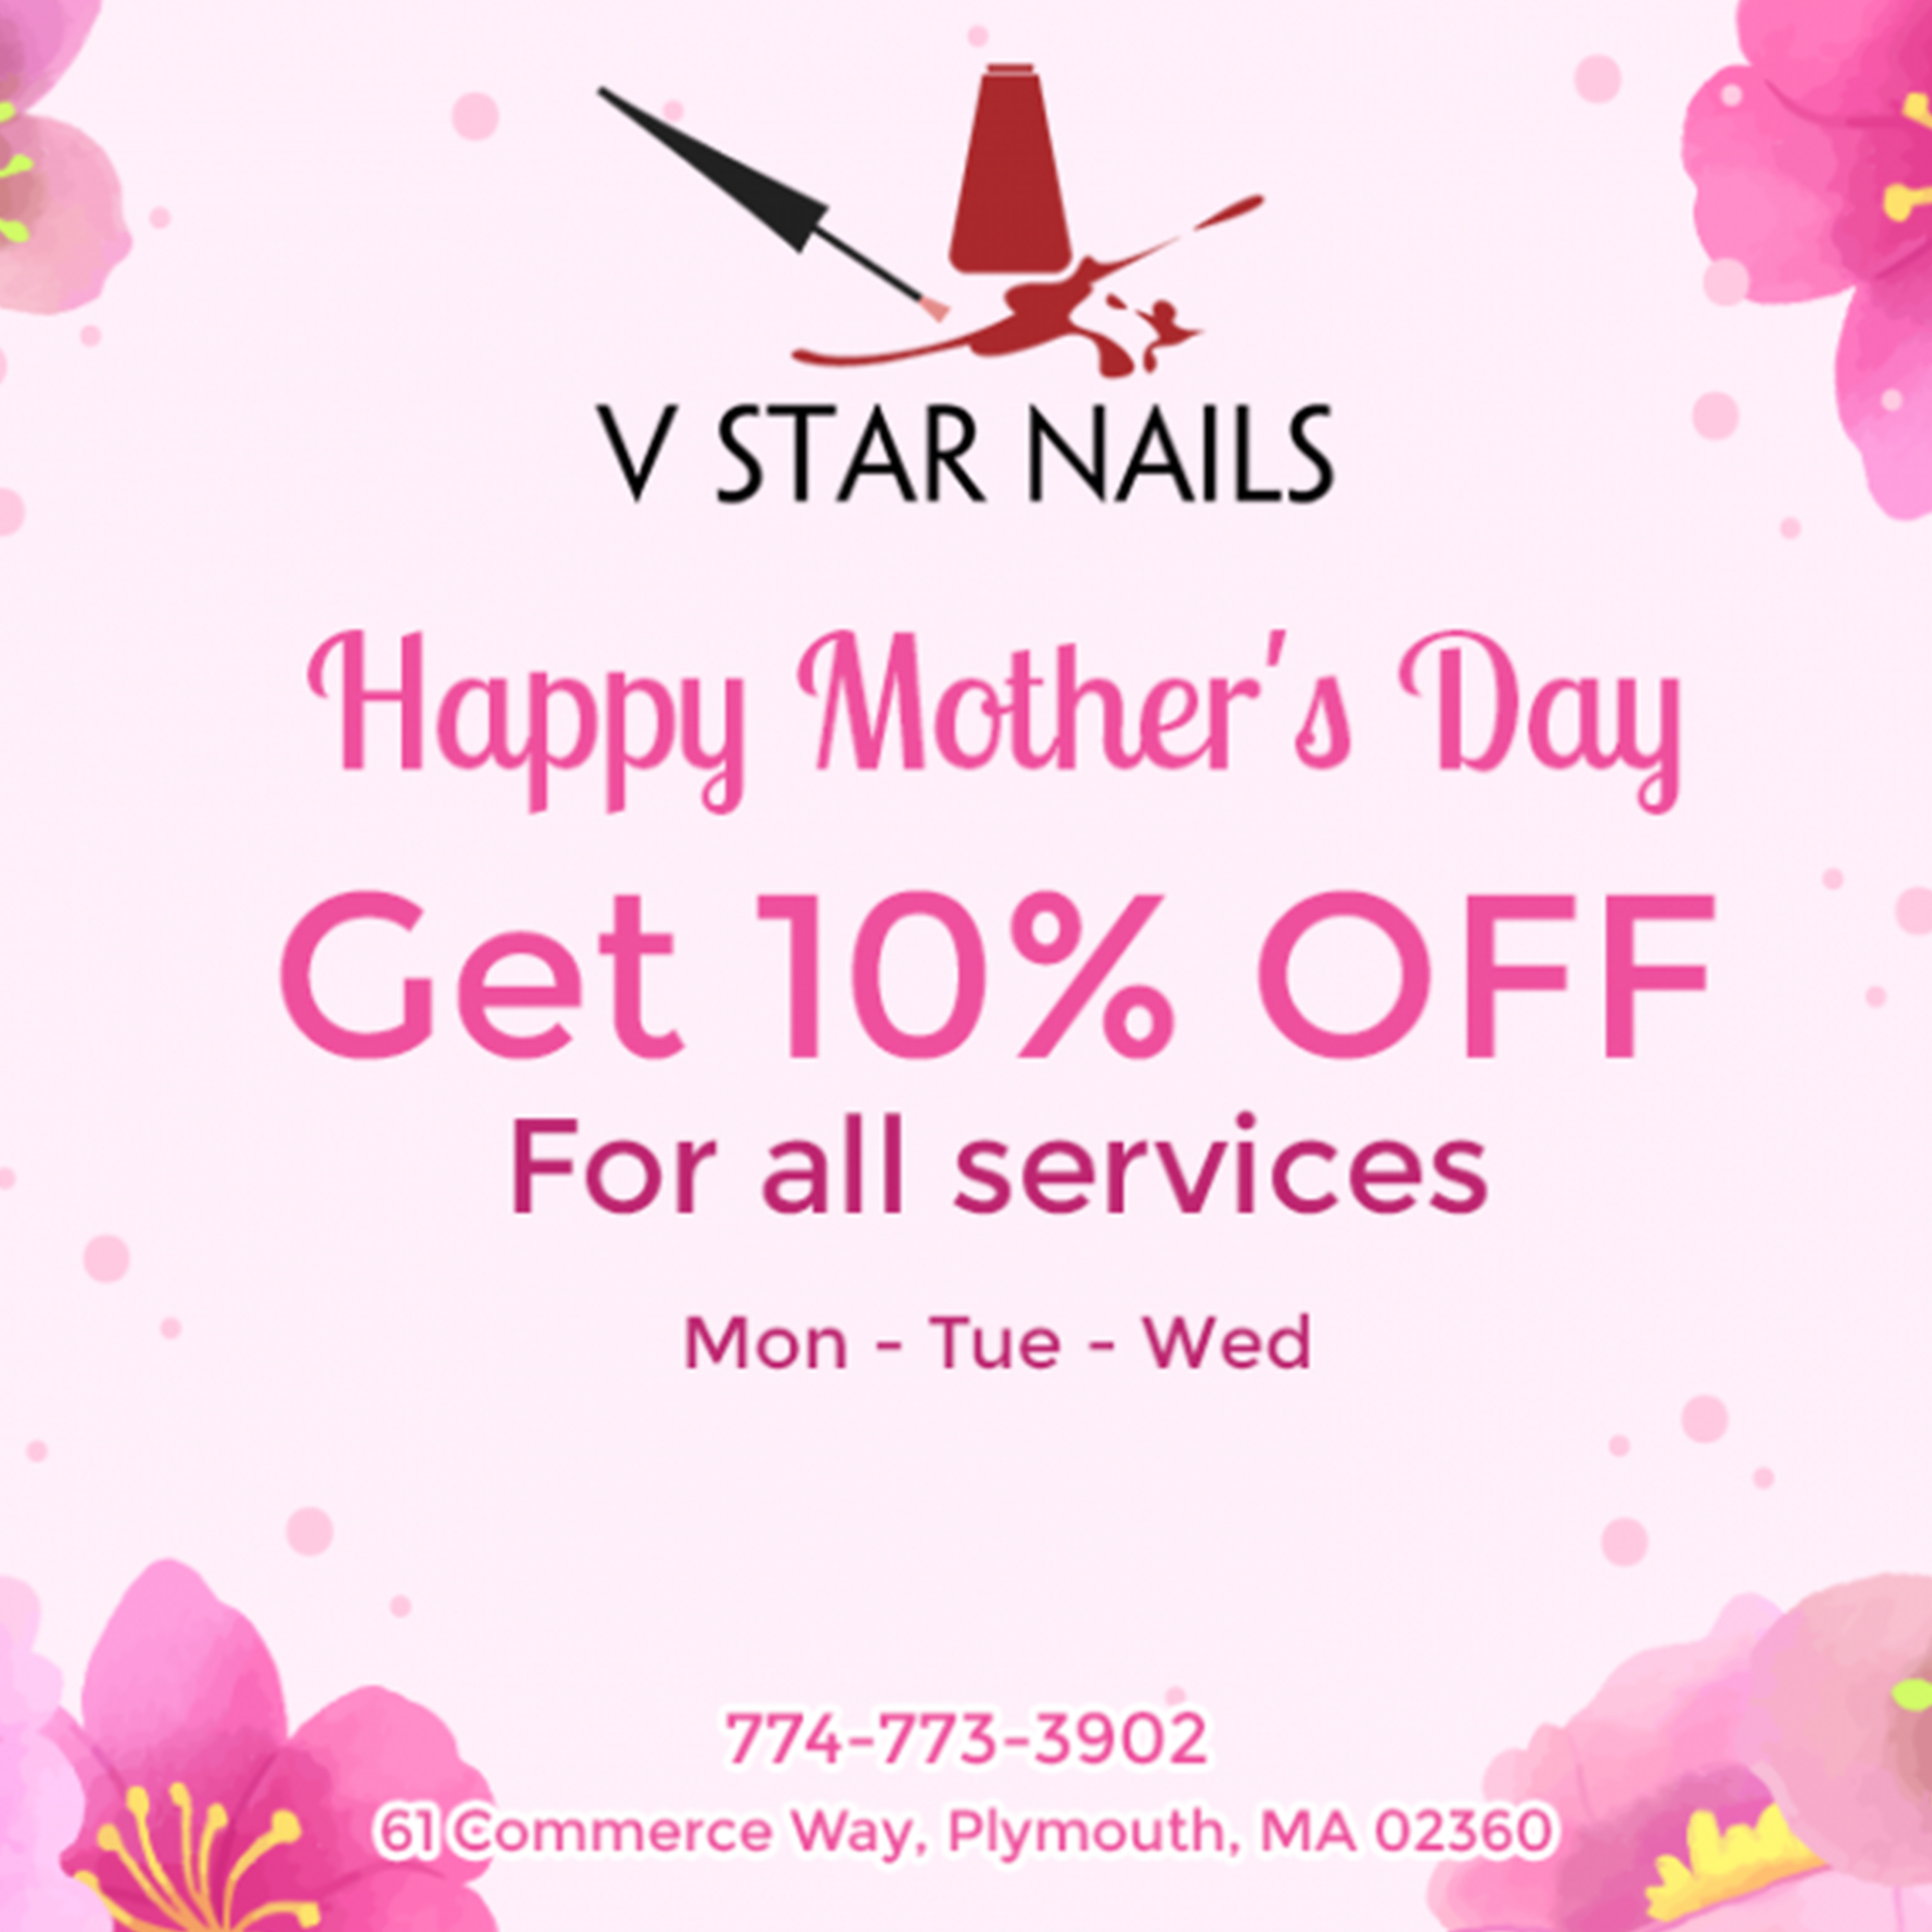 V STAR NAILS
Happy Mother's Day
Get 10% OFF
For all services
Mon - Tue - Wed
774-773-3902
61 Commerce Way, Plymouth, MA 02360